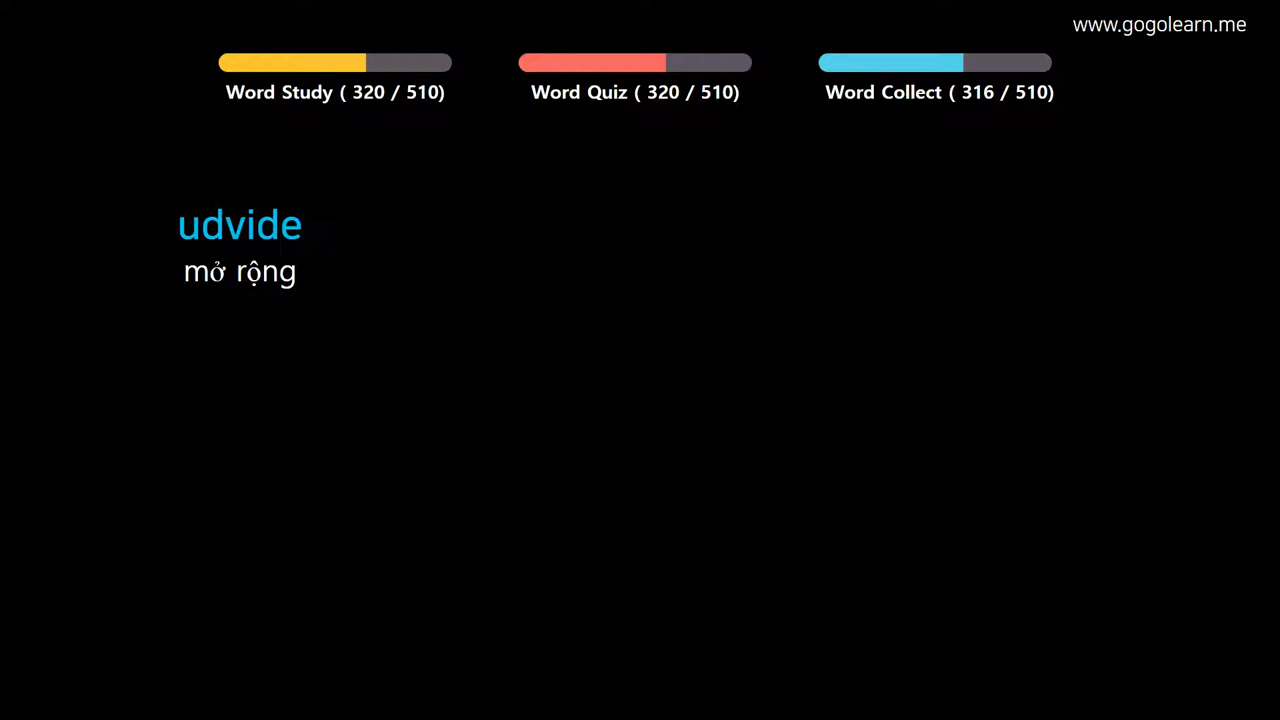 www.gogolearn.me
Word Study ( 320 / 510)
Word Quiz ( 320 / 510)
Word Collect ( 316 / 510)
udvide
mở rộng